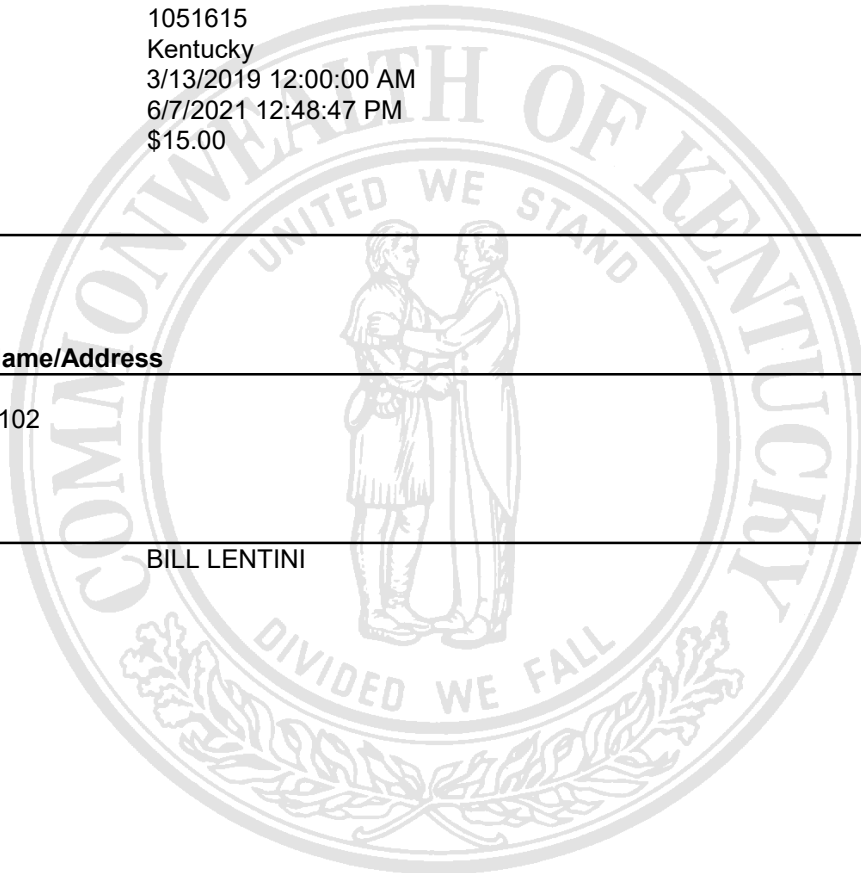 1051615
Kentucky
3/13/2019 12:00:00 AM
6/7/2021 12:48:47 PM
$15.00
COMMONWEALTH OF KENTUCKY
UNITED WE STAND
ame/Address
102
BILL LENTINI
DIVIDED WE FALL